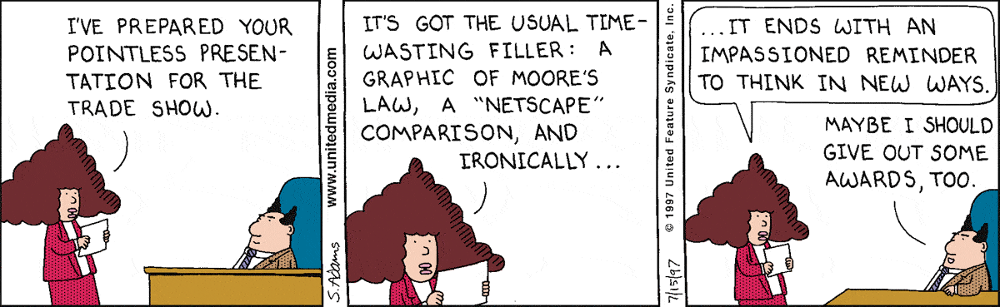 I'VE PREPARED YOUR
POINTLESS PRESEN-
TATION FOR THE
TRADE SHOW.
www.unitedmedia.com
S. Adams
IT'S GOT THE USUAL TIME-
WASTING FILLER: A
GRAPHIC OF MOORE'S
LAW, A "NETSCAPE"
COMPARISON, AND
IRONICALLY...
© 1997 United Feature Syndicate, Inc.
7/15/97
...IT ENDS WITH AN
IMPASSIONED REMINDER
TO THINK IN NEW WAYS.
MAYBE I SHOULD
GIVE OUT SOME
AWARDS, TOO.